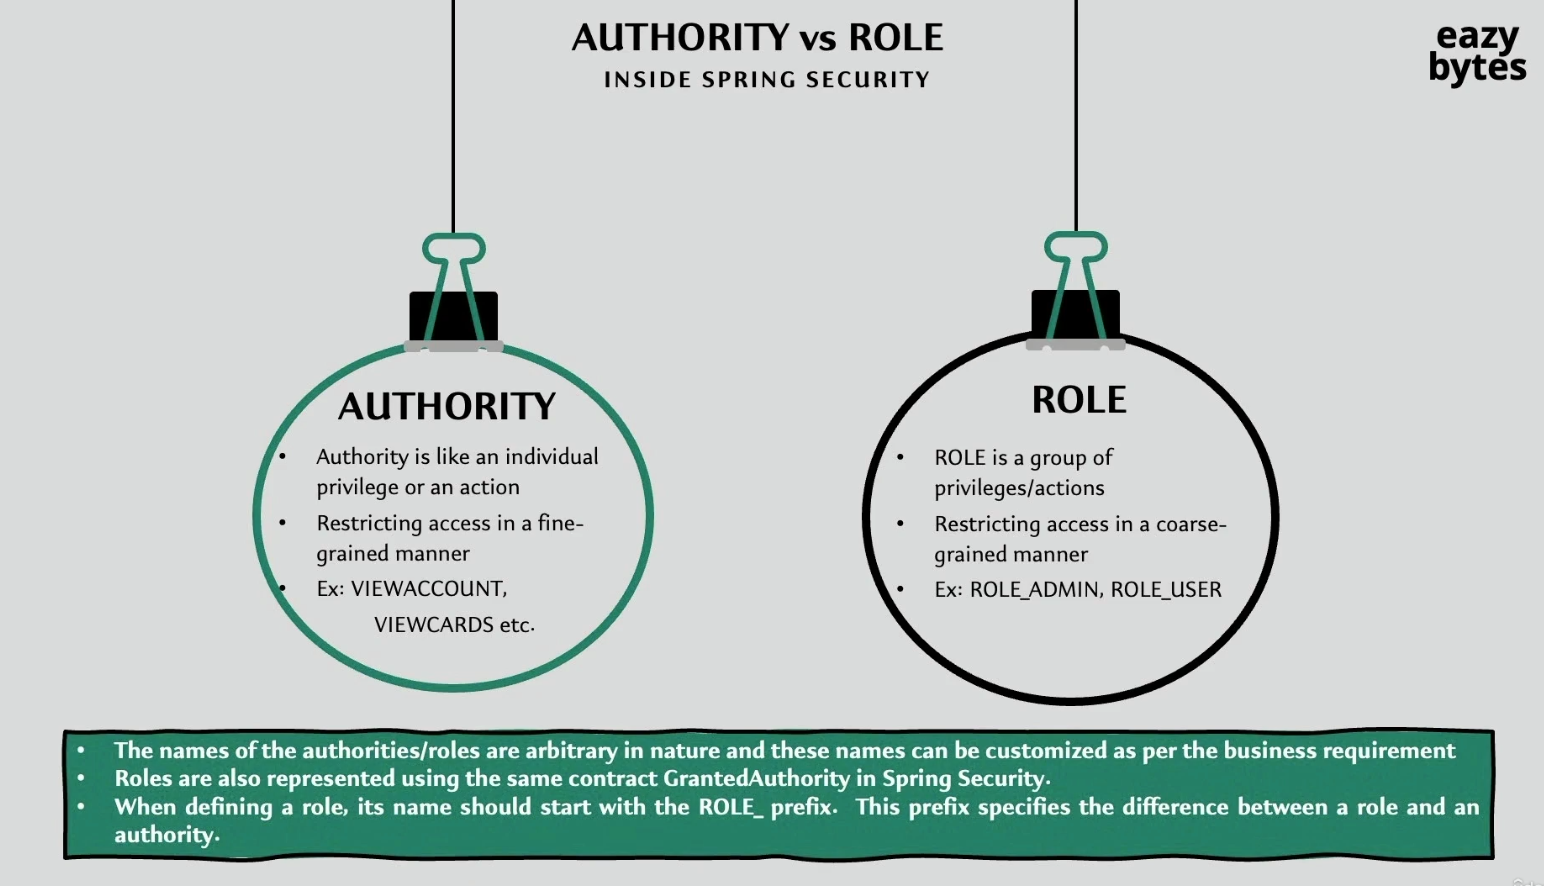 AUTHORITY vs ROLE
INSIDE SPRING SECURITY
eazy
bytes
AUTHORITY
• Authority is like an individual
privilege or an action
• Restricting access in a fine-
grained manner
• Ex: VIEWACCOUNT,
VIEWCARDS etc.
ROLE
• ROLE is a group of
privileges/actions
• Restricting access in a coarse-
grained manner
• Ex: ROLE_ADMIN, ROLE_USER
• The names of the authorities/roles are arbitrary in nature and these names can be customized as per the business requirement
• Roles are also represented using the same contract GrantedAuthority in Spring Security.
• When defining a role, its name should start with the ROLE_ prefix. This prefix specifies the difference between a role and an
authority.